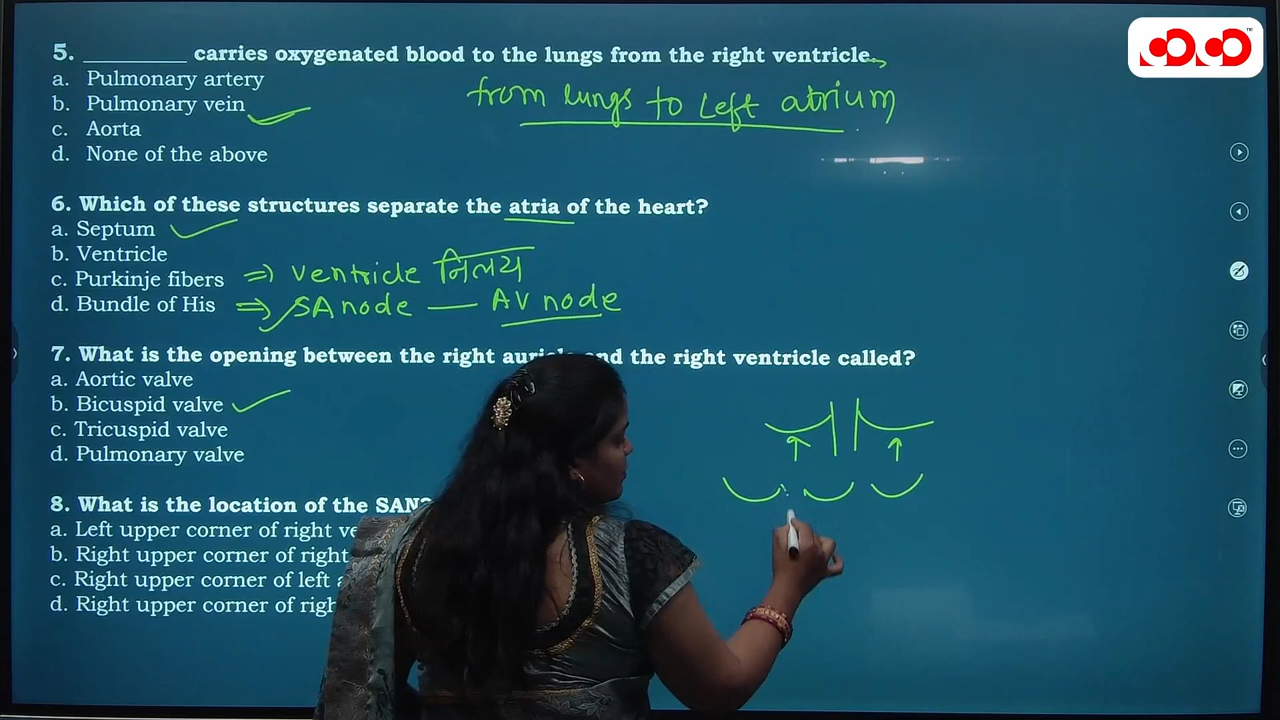 5. _________ carries oxygenated blood to the lungs from the right ventricle.
a. Pulmonary artery
from lungs to Left atrium
b. Pulmonary vein
c. Aorta
d. None of the above
6. Which of these structures separate the atria of the heart?
a. Septum
b. Ventricle
c. Purkinje fibers ⇒ ventricle निलय
d. Bundle of His ⇒ SA node — AV node
7. What is the opening between the right and the right ventricle called?
a. Aortic valve
b. Bicuspid valve
c. Tricuspid valve
d. Pulmonary valve
8. What is the location of the SAN?
a. Left upper corner of right
b. Right upper corner of right
c. Right upper corner of left
d. Right upper corner of